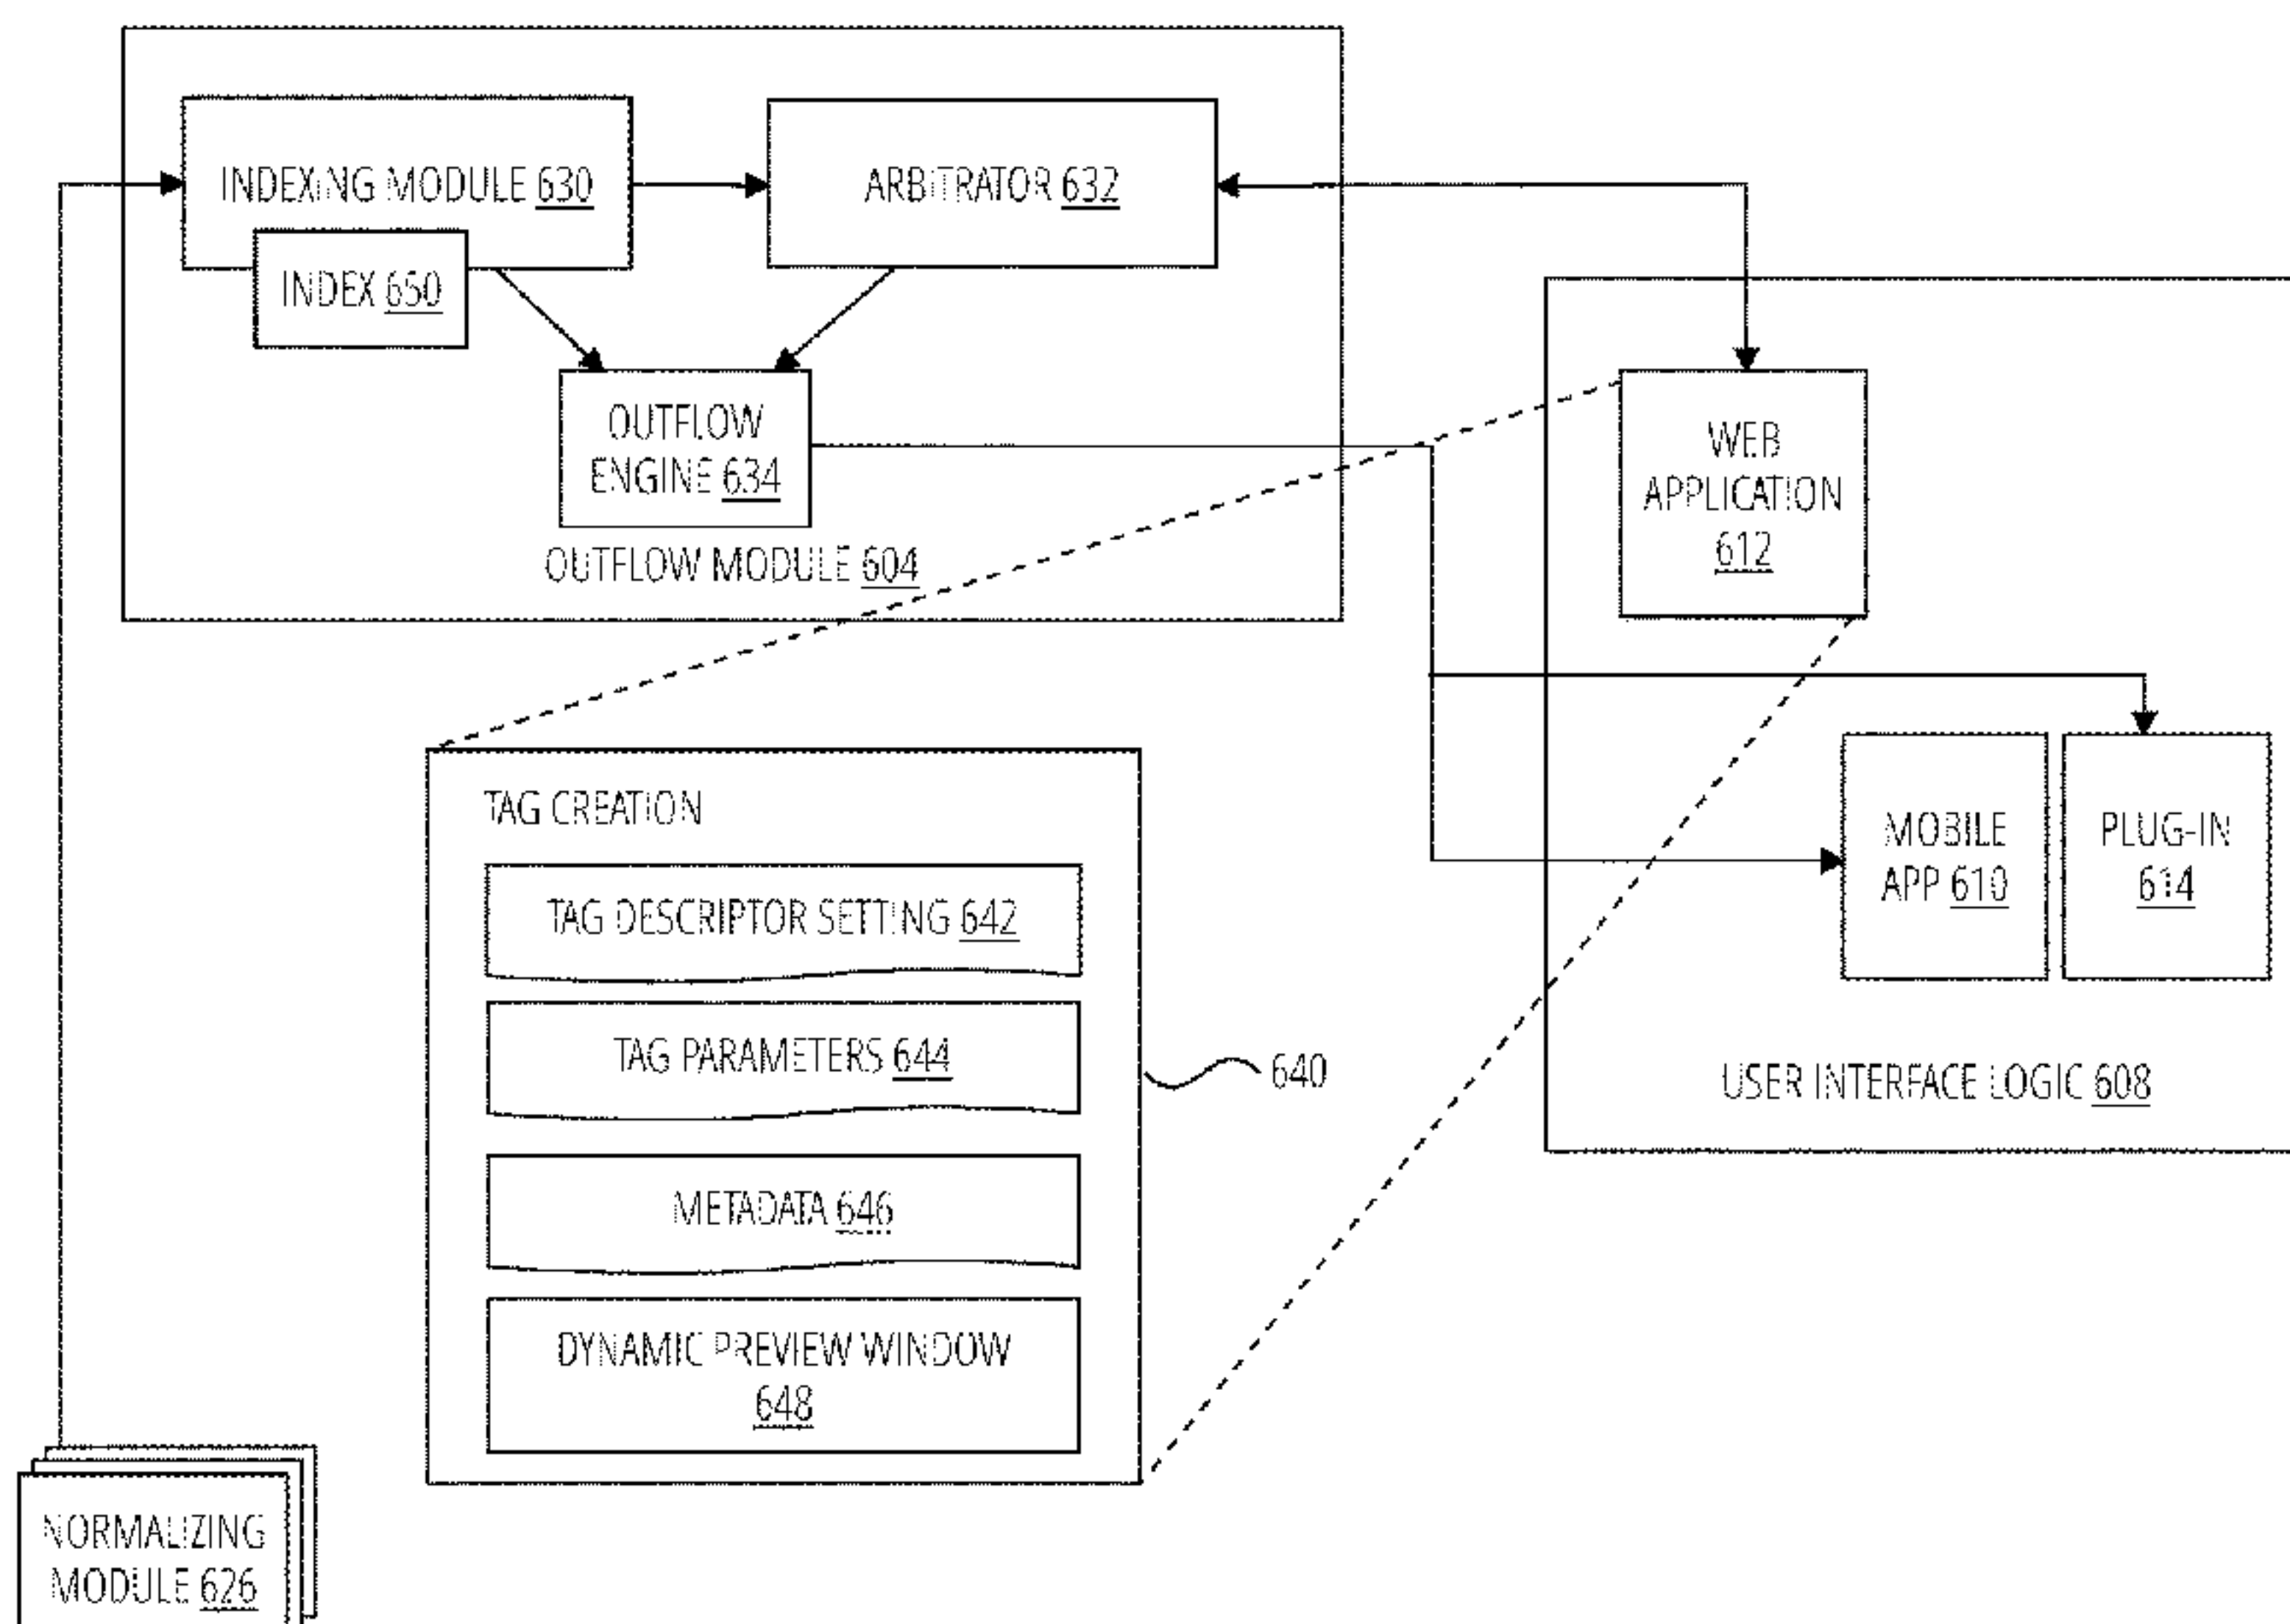 INDEXING MODULE 630
ARBITRATOR 632
INDEX 650
OUTFLOW
ENGINE 634
OUTFLOW MODULE 604
WEB
APPLICATION
612
MOBILE
APP 610
PLUG-IN
614
USER INTERFACE LOGIC 608
TAG CREATION
TAG DESCRIPTOR SETTING 642
TAG PARAMETERS 644
METADATA 646
DYNAMIC PREVIEW WINDOW
648
640
NORMALIZING
MODULE 626